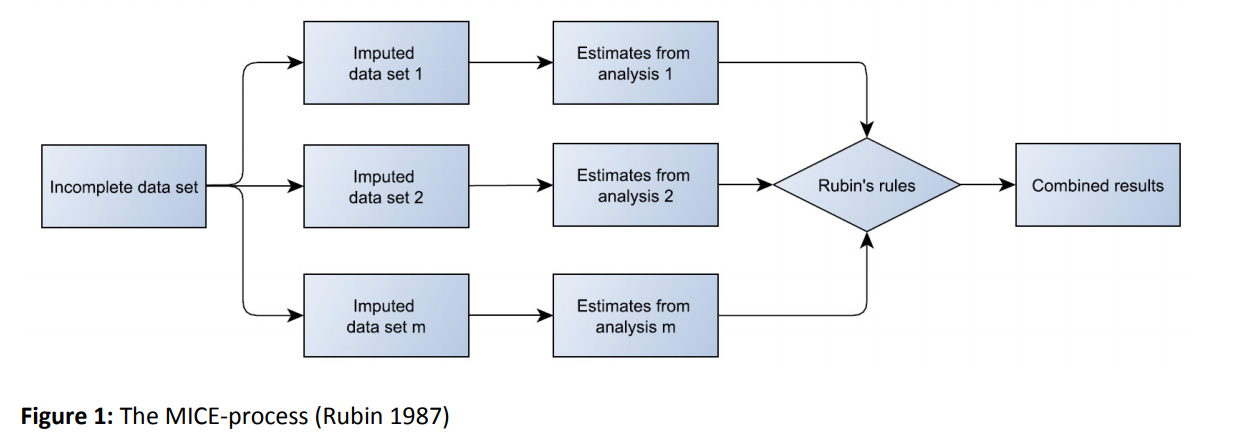 Imputed
data set 1
Estimates from
analysis 1
Incomplete data set
Imputed
data set 2
Estimates from
analysis 2
Rubin's rules
Combined results
Imputed
data set m
Estimates from
analysis m
Figure 1: The MICE-process (Rubin 1987)